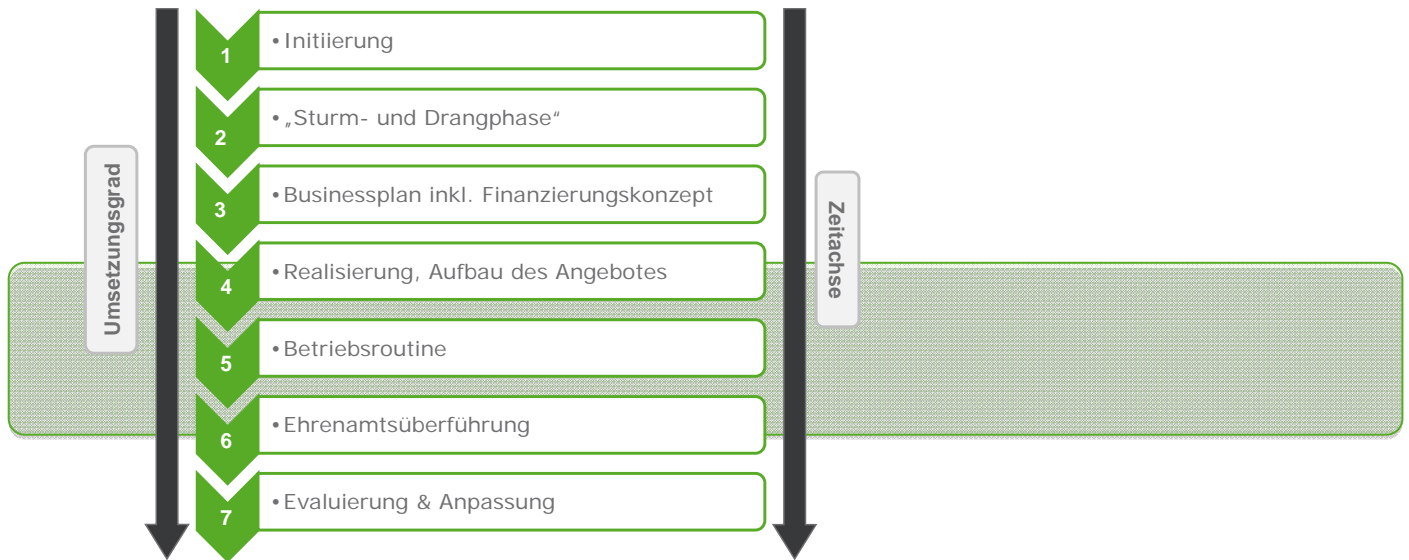 1
• Initiierung
2
• „Sturm- und Drangphase“
3
• Businessplan inkl. Finanzierungskonzept
4
• Realisierung, Aufbau des Angebotes
5
• Betriebsroutine
6
• Ehrenamtsüberführung
7
• Evaluierung & Anpassung
Umsetzungsgrad
Zeitachse